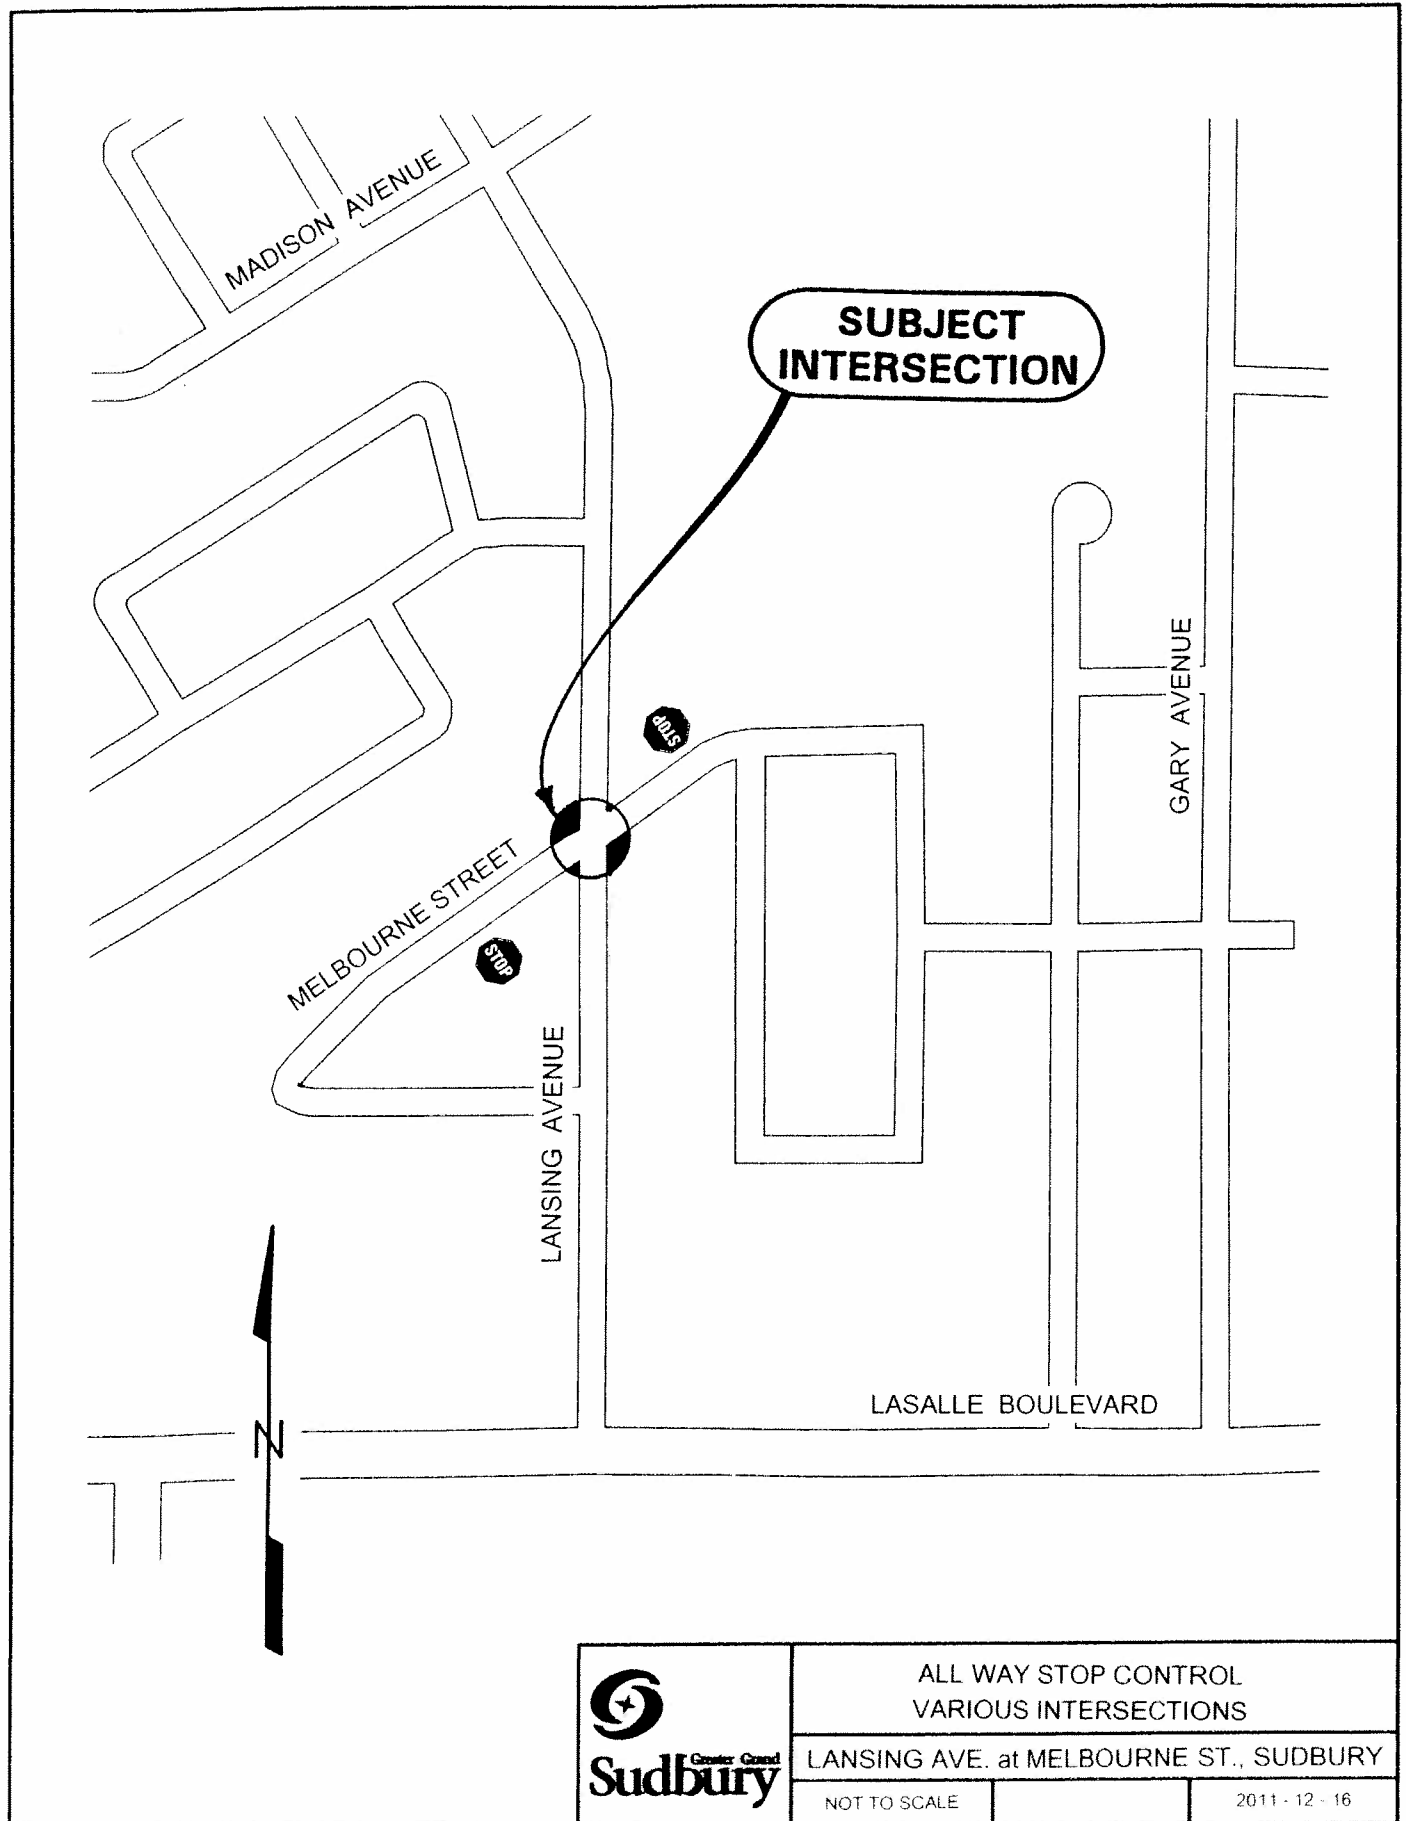 MADISON AVENUE
SUBJECT
INTERSECTION
GARY AVENUE
STOP
MELBOURNE STREET
STOP
LANSING AVENUE
LASALLE BOULEVARD
N
ALL WAY STOP CONTROL
VARIOUS INTERSECTIONS
Greater Grand
Sudbury
LANSING AVE. at MELBOURNE ST., SUDBURY
NOT TO SCALE
2011 - 12 - 16